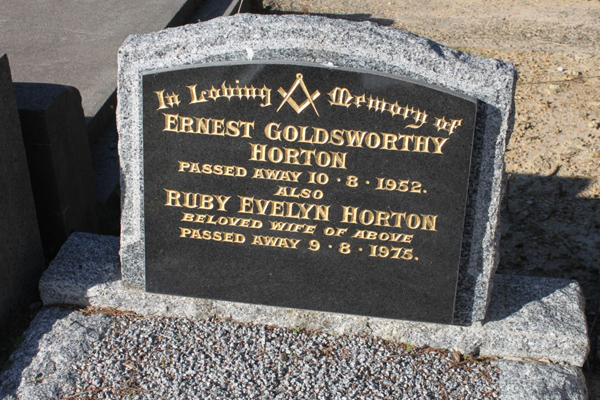 In Loving Memory of
ERNEST GOLDSWORTHY
HORTON
PASSED AWAY 10 · 8 · 1952.
ALSO
RUBY EVELYN HORTON
BELOVED WIFE OF ABOVE
PASSED AWAY 9 · 8 · 1975.